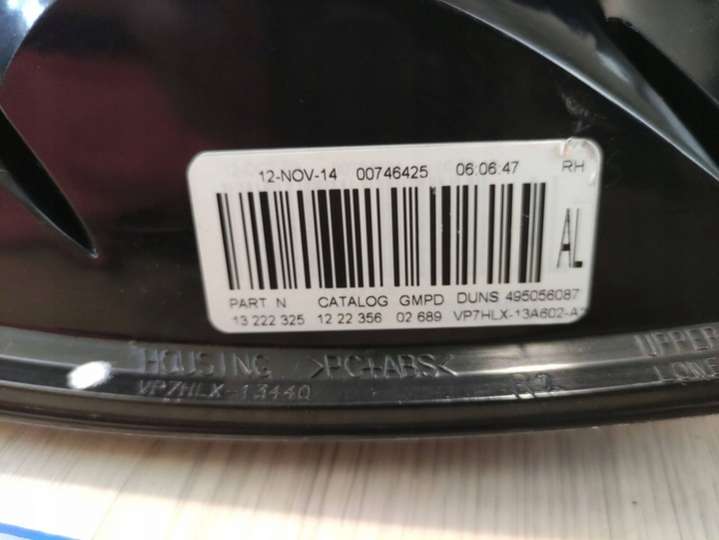 12-NOV-14 00746425 06:06:47 RH
AL
PART N CATALOG GMPD DUNS 495056087
13 222 325 12 22 356 02 689 VP7HLX-13A602-A
HOUSING >PC+ABS<
VP7HLX-13440
UPPER